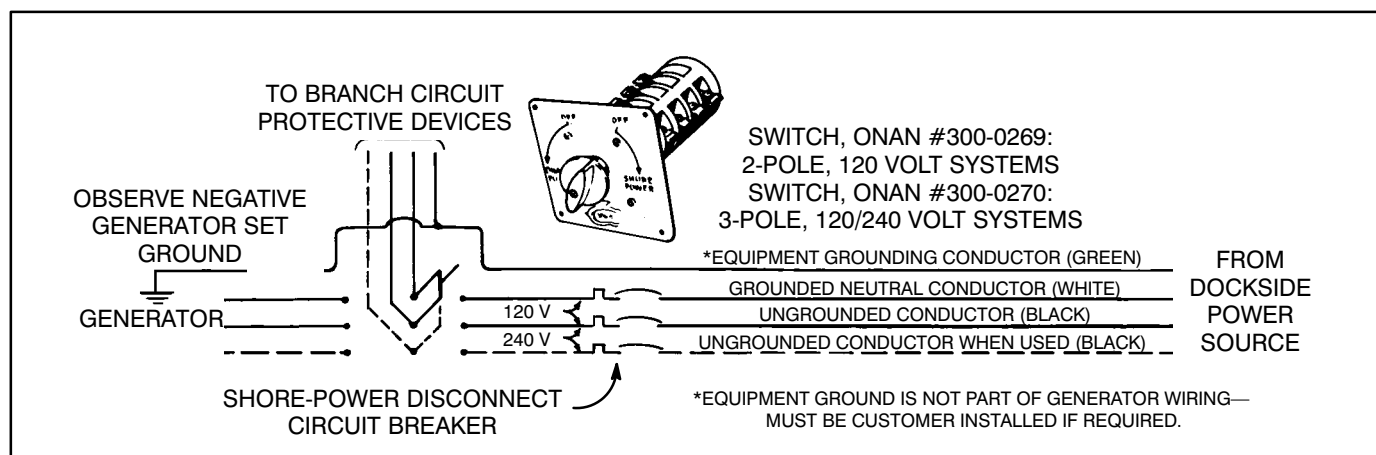 TO BRANCH CIRCUIT
PROTECTIVE DEVICES
OFF
OFF
SHORE
POWER
SWITCH, ONAN #300-0269:
2-POLE, 120 VOLT SYSTEMS
SWITCH, ONAN #300-0270:
3-POLE, 120/240 VOLT SYSTEMS
OBSERVE NEGATIVE
GENERATOR SET
GROUND
GENERATOR
*EQUIPMENT GROUNDING CONDUCTOR (GREEN)
GROUNDED NEUTRAL CONDUCTOR (WHITE)
120 V
UNGROUNDED CONDUCTOR (BLACK)
240 V
UNGROUNDED CONDUCTOR WHEN USED (BLACK)
FROM
DOCKSIDE
POWER
SOURCE
SHORE-POWER DISCONNECT
CIRCUIT BREAKER
*EQUIPMENT GROUND IS NOT PART OF GENERATOR WIRING—
MUST BE CUSTOMER INSTALLED IF REQUIRED.